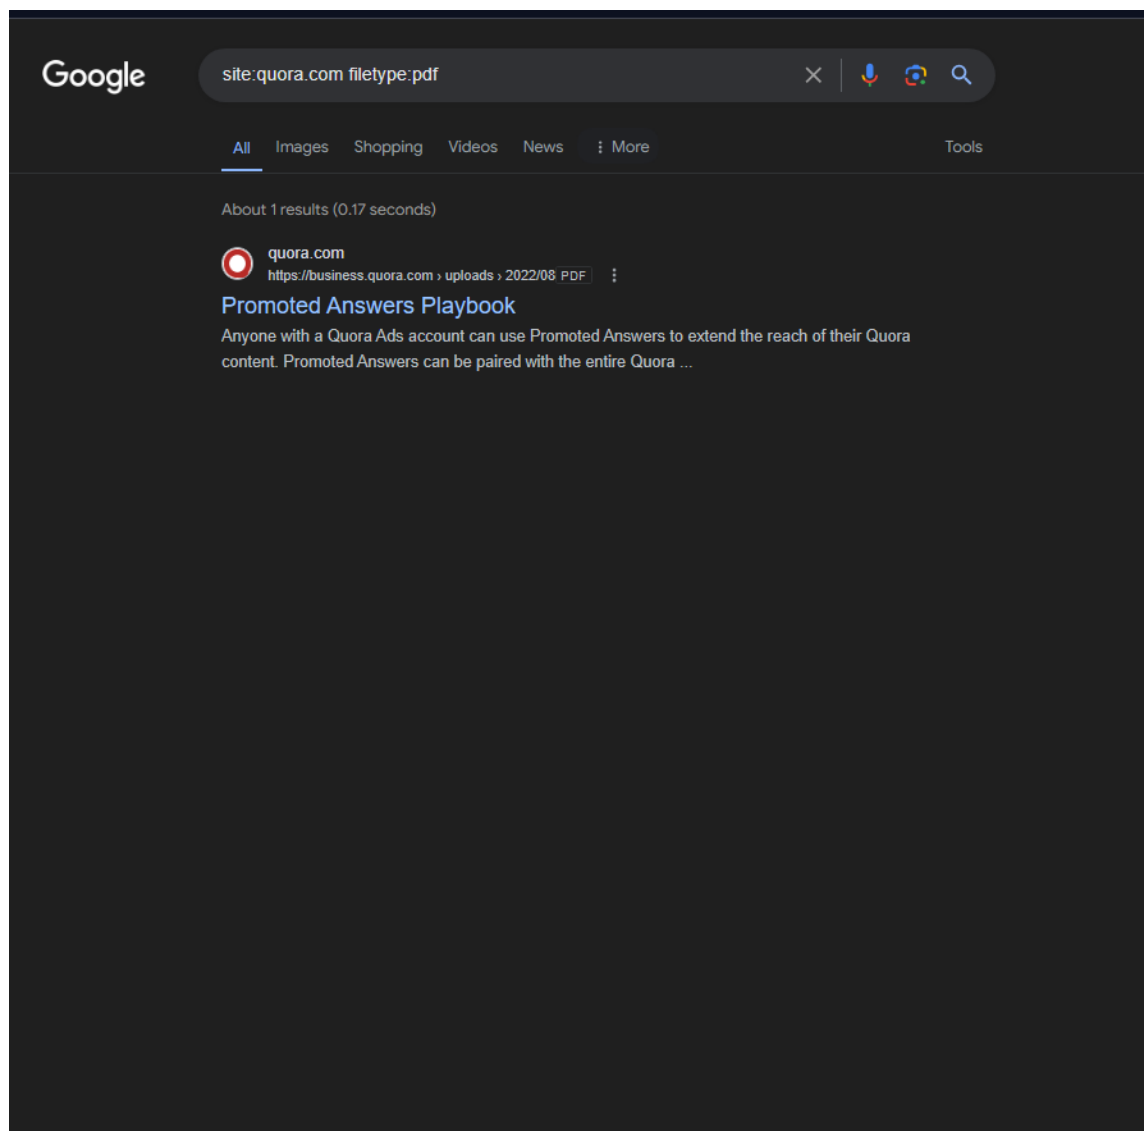 Google
site:quora.com filetype:pdf
All Images Shopping Videos News More Tools
About 1 results (0.17 seconds)
quora.com
https://business.quora.com › uploads › 2022/08 PDF
Promoted Answers Playbook
Anyone with a Quora Ads account can use Promoted Answers to extend the reach of their Quora
content. Promoted Answers can be paired with the entire Quora ...